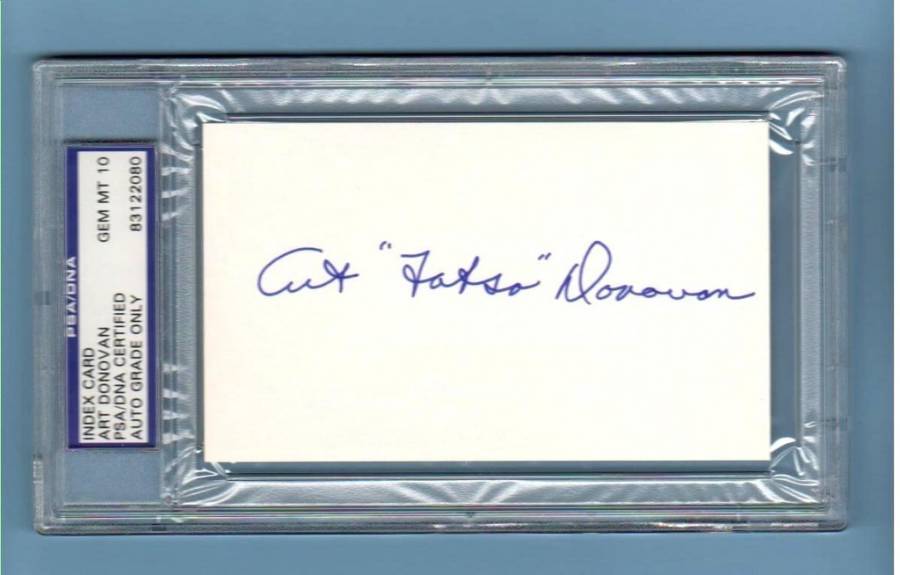 PSA/DNA
INDEX CARD
ART DONOVAN
PSA/DNA CERTIFIED
AUTO GRADE ONLY
GEM MT 10
83122080
Art "Fatso" Donovan